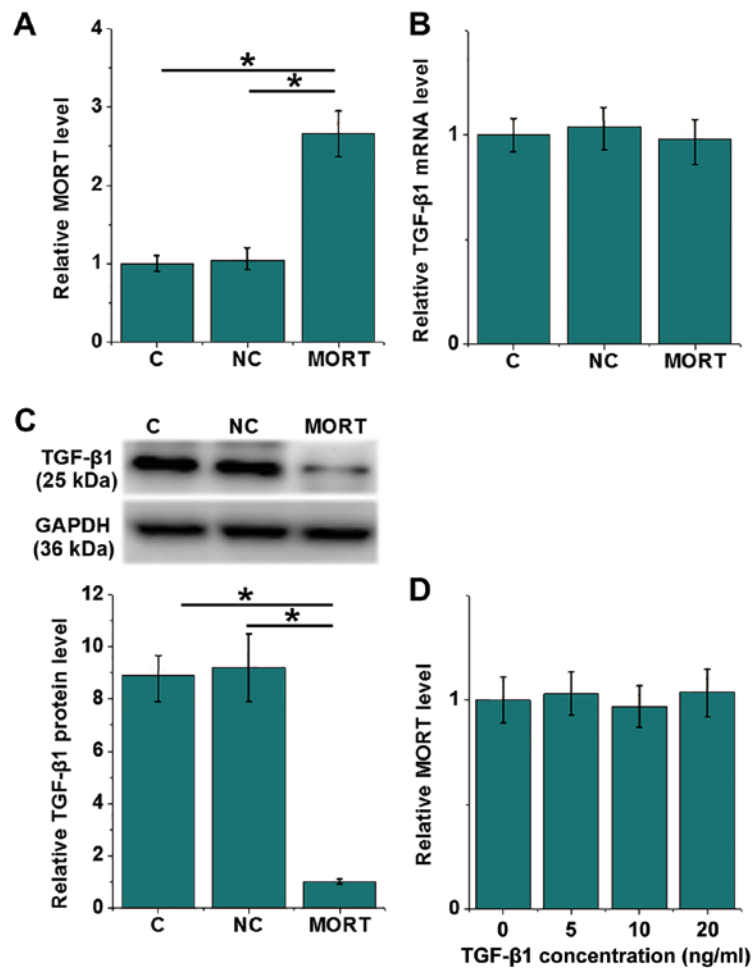 A
Relative MORT level
4
3
2
1
0
*
*
C NC MORT
B
Relative TGF-β1 mRNA level
1
1
C NC MORT
C
C NC MORT
TGF-β1
(25 kDa)
GAPDH
(36 kDa)
Relative TGF-β1 protein level
12
10
8
6
4
2
0
*
*
C NC MORT
D
Relative MORT level
1
1
0 5 10 20
TGF-β1 concentration (ng/ml)